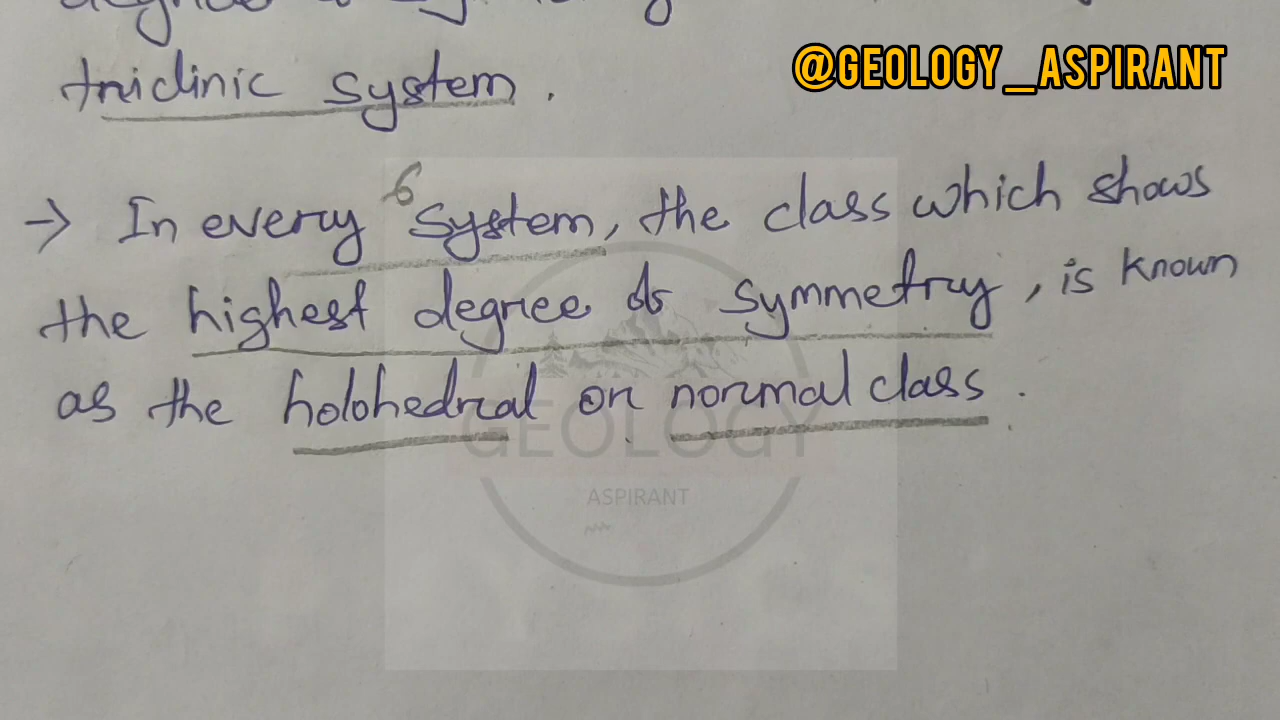 degree
@GEOLOGY_ASPIRANT
triclinic system.
6
→ In every system, the class which shows
the highest degree of symmetry, is known
as the holohedral or normal class.
GEOLOGY
ASPIRANT